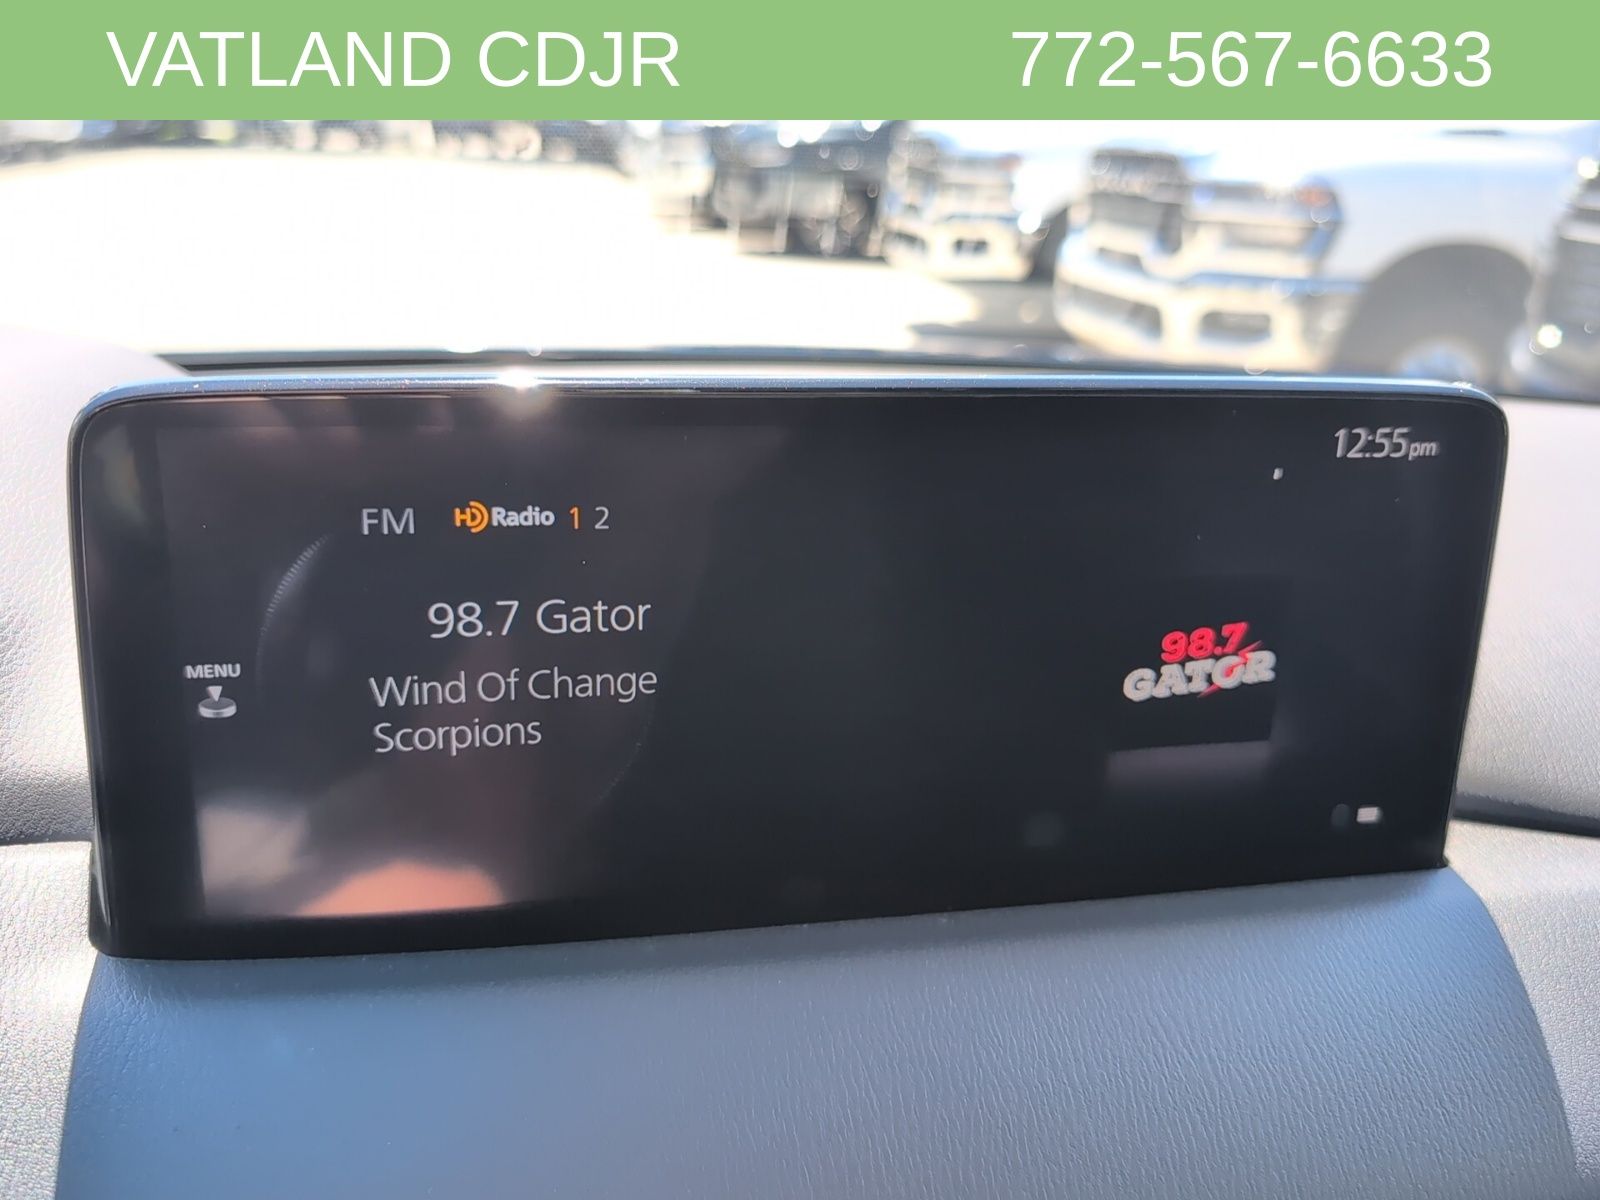 VATLAND CDJR 772-567-6633
12:55pm
FM HD Radio 1 2
98.7 Gator
MENU
Wind Of Change
Scorpions
98.7
GATOR